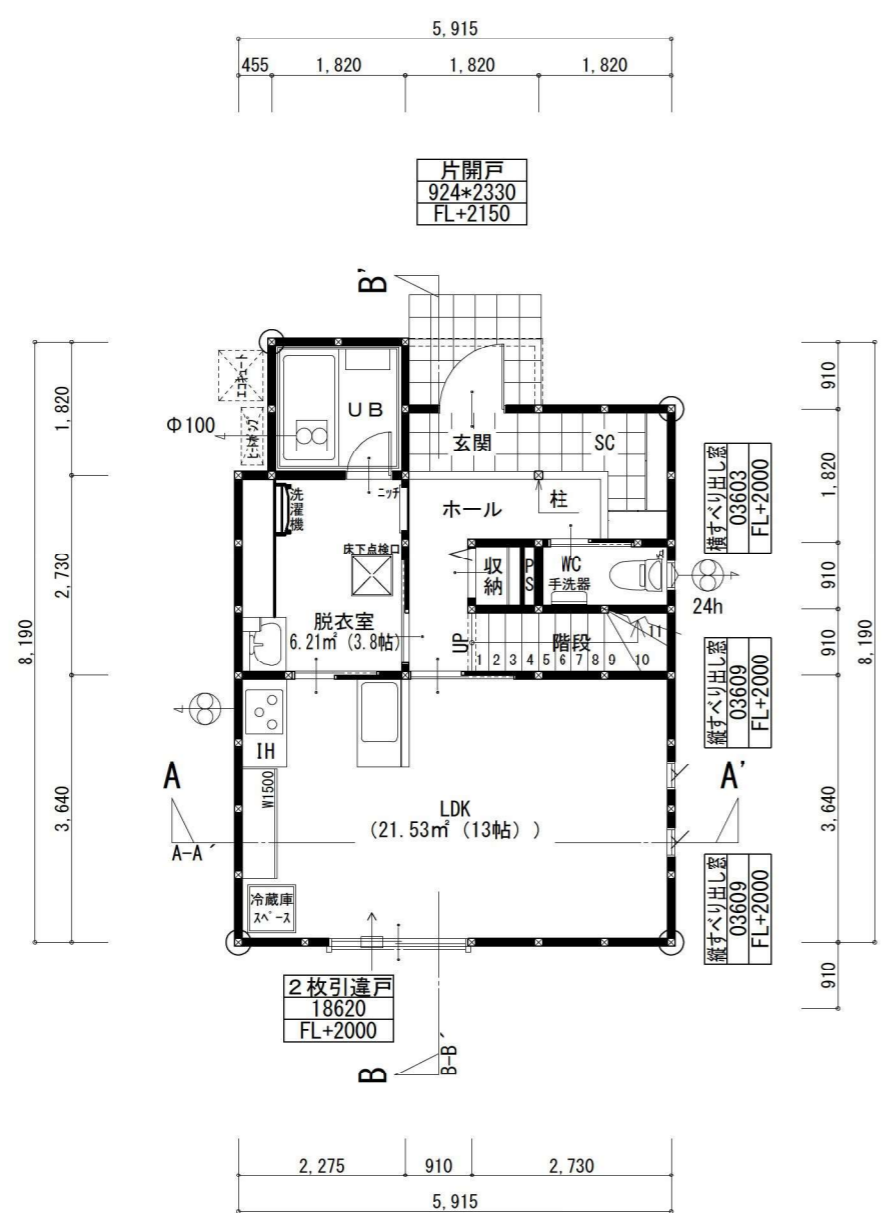 5,915
455
1,820
1,820
1,820
片開戸
924*2330
FL+2150
B'
エコキュート
ヒートポンプ
Φ100
UB
玄関
SC
ホール
柱
ニッチ
洗濯機
床下点検口
収納
PS
WC
手洗器
24h
脱衣室
6.21㎡(3.8帖)
UP
階段
1 2 3 4 5 6 7 8 9 10
11
IH
W1500
LDK
(21.53㎡(13帖))
冷蔵庫
スペース
A
A-A´
A'
2枚引違戸
18620
FL+2000
B
B-B´
8,190
1,820
2,730
3,640
910
1,820
910
910
3,640
910
8,190
横すべり出し窓
03603
FL+2000
縦すべり出し窓
03609
FL+2000
縦すべり出し窓
03609
FL+2000
2,275
910
2,730
5,915